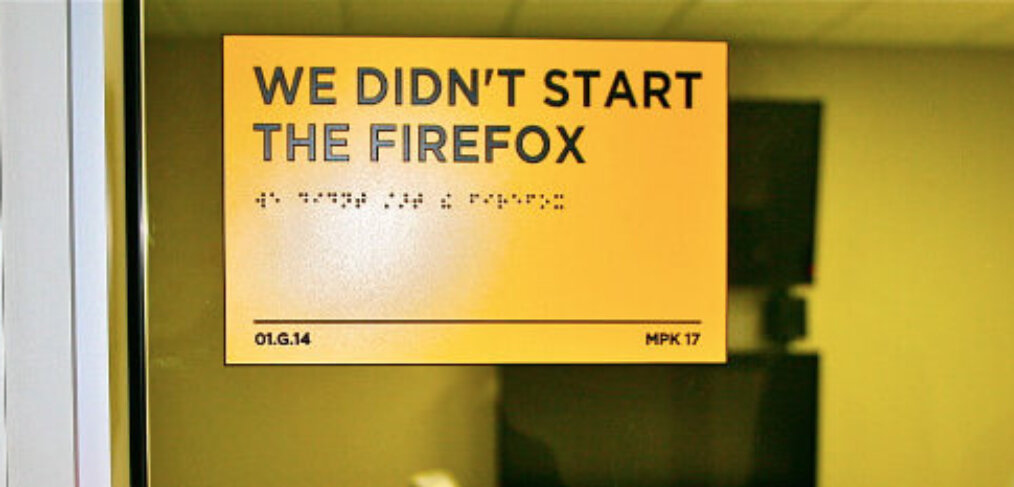 WE DIDN'T START
THE FIREFOX
⠺⠑ ⠙⠊⠙⠝⠞ ⠌⠜⠞ ⠮ ⠋⠊⠗⠑⠋⠕⠭
01.G.14
MPK 17